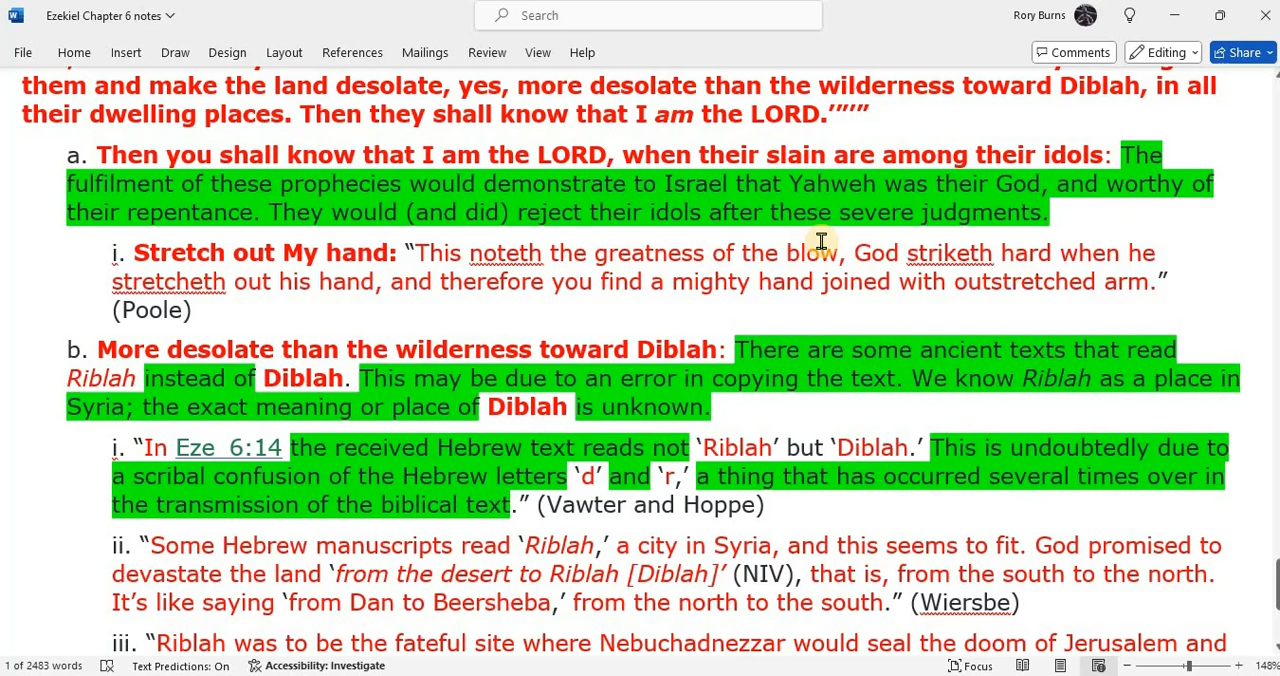 Ezekiel Chapter 6 notes
Search
Rory Burns
File Home Insert Draw Design Layout References Mailings Review View Help
Comments Editing Share
them and make the land desolate, yes, more desolate than the wilderness toward Diblah, in all
their dwelling places. Then they shall know that I am the LORD.’”’”
a. Then you shall know that I am the LORD, when their slain are among their idols: The
fulfilment of these prophecies would demonstrate to Israel that Yahweh was their God, and worthy of
their repentance. They would (and did) reject their idols after these severe judgments.
i. Stretch out My hand: “This noteth the greatness of the blow, God striketh hard when he
stretcheth out his hand, and therefore you find a mighty hand joined with outstretched arm.”
(Poole)
b. More desolate than the wilderness toward Diblah: There are some ancient texts that read
Riblah instead of Diblah. This may be due to an error in copying the text. We know Riblah as a place in
Syria; the exact meaning or place of Diblah is unknown.
i. “In Eze 6:14 the received Hebrew text reads not ‘Riblah’ but ‘Diblah.’ This is undoubtedly due to
a scribal confusion of the Hebrew letters ‘d’ and ‘r,’ a thing that has occurred several times over in
the transmission of the biblical text.” (Vawter and Hoppe)
ii. “Some Hebrew manuscripts read ‘Riblah,’ a city in Syria, and this seems to fit. God promised to
devastate the land ‘from the desert to Riblah [Diblah]’ (NIV), that is, from the south to the north.
It’s like saying ‘from Dan to Beersheba,’ from the north to the south.” (Wiersbe)
iii. “Riblah was to be the fateful site where Nebuchadnezzar would seal the doom of Jerusalem and
1 of 2483 words Text Predictions: On Accessibility: Investigate Focus 148%